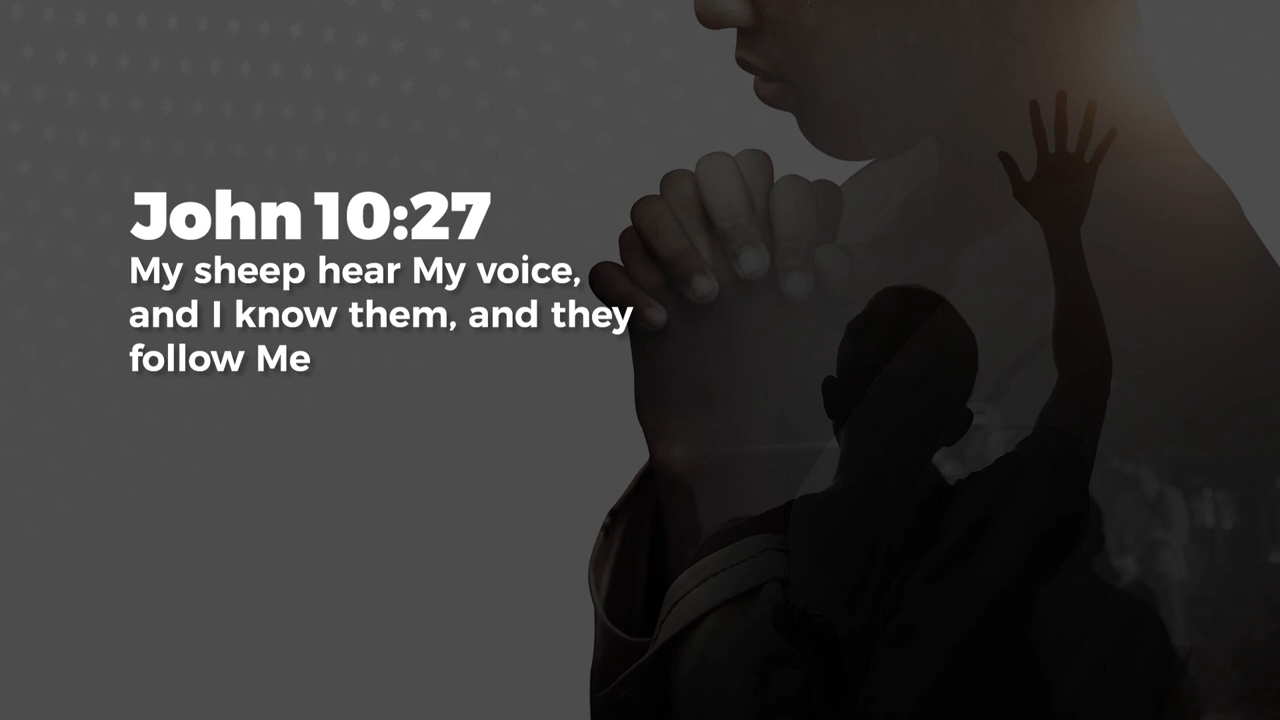 John 10:27
My sheep hear My voice,
and I know them, and they
follow Me